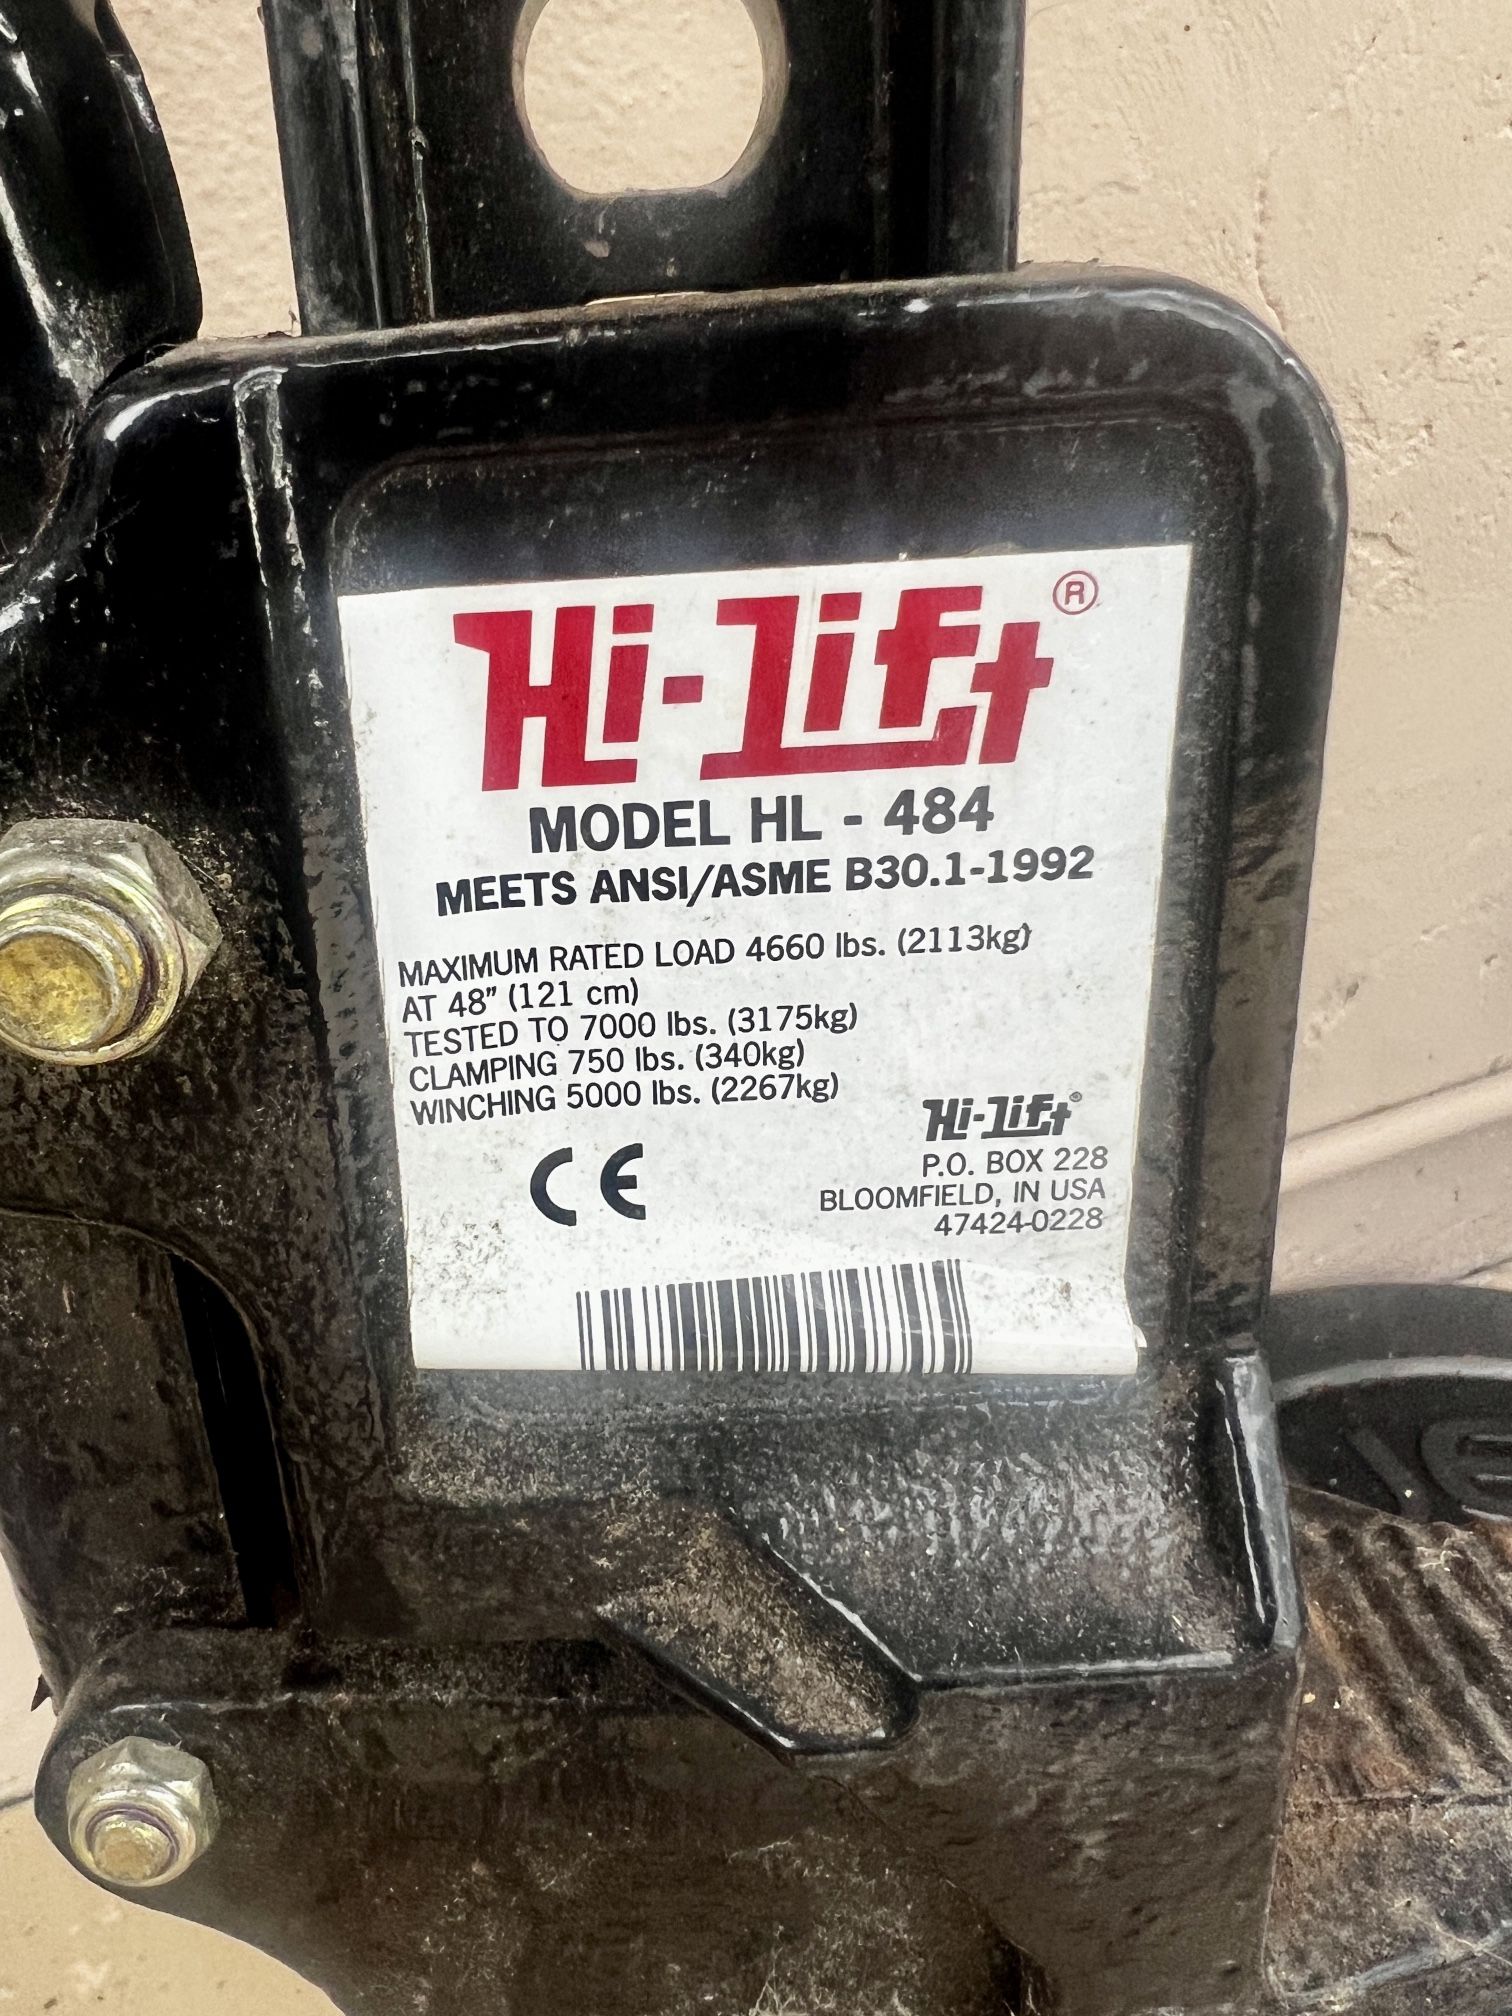 Hi-Lift®
MODEL HL - 484
MEETS ANSI/ASME B30.1-1992
MAXIMUM RATED LOAD 4660 lbs. (2113kg)
AT 48” (121 cm)
TESTED TO 7000 lbs. (3175kg)
CLAMPING 750 lbs. (340kg)
WINCHING 5000 lbs. (2267kg)
CE
Hi-Lift®
P.O. BOX 228
BLOOMFIELD, IN USA
47424-0228